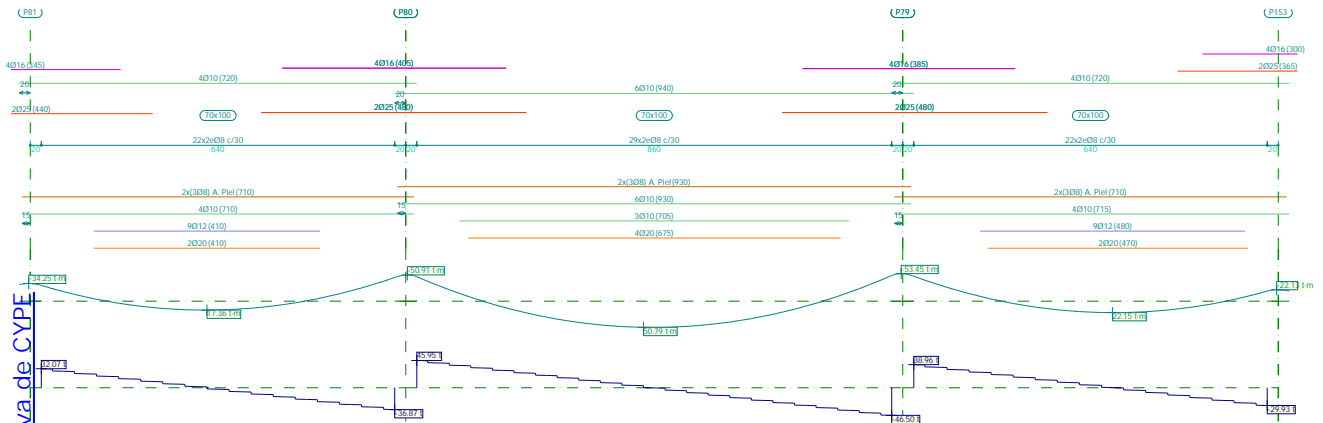 P81 P80 P79 P153
4Ø16 (300)
4Ø16 (345) 4Ø16 (405) 4Ø16 (385)
2Ø25 (365)
4Ø10 (720) 4Ø10 (720)
20 20
6Ø10 (940)
20
2Ø25 (440) 2Ø25 (480) 2Ø25 (480)
70x100 70x100 70x100
22x2eØ8 c/30 29x2eØ8 c/30 22x2eØ8 c/30
20 640 20 20 860 20 20 640 20
2x(3Ø8) A. Piel (930)
2x(3Ø8) A. Piel (710) 2x(3Ø8) A. Piel (710)
6Ø10 (930)
15
4Ø10 (710) 4Ø10 (715)
15 15
3Ø10 (705)
9Ø12 (410) 9Ø12 (480)
4Ø20 (675)
2Ø20 (410) 2Ø20 (470)
-34.25 t·m -50.91 t·m -53.45 t·m
-22.13 t·m
17.36 t·m 50.79 t·m 22.15 t·m
32.07 t 45.95 t 38.96 t
-36.87 t -46.50 t -29.93 t
va de CYPE